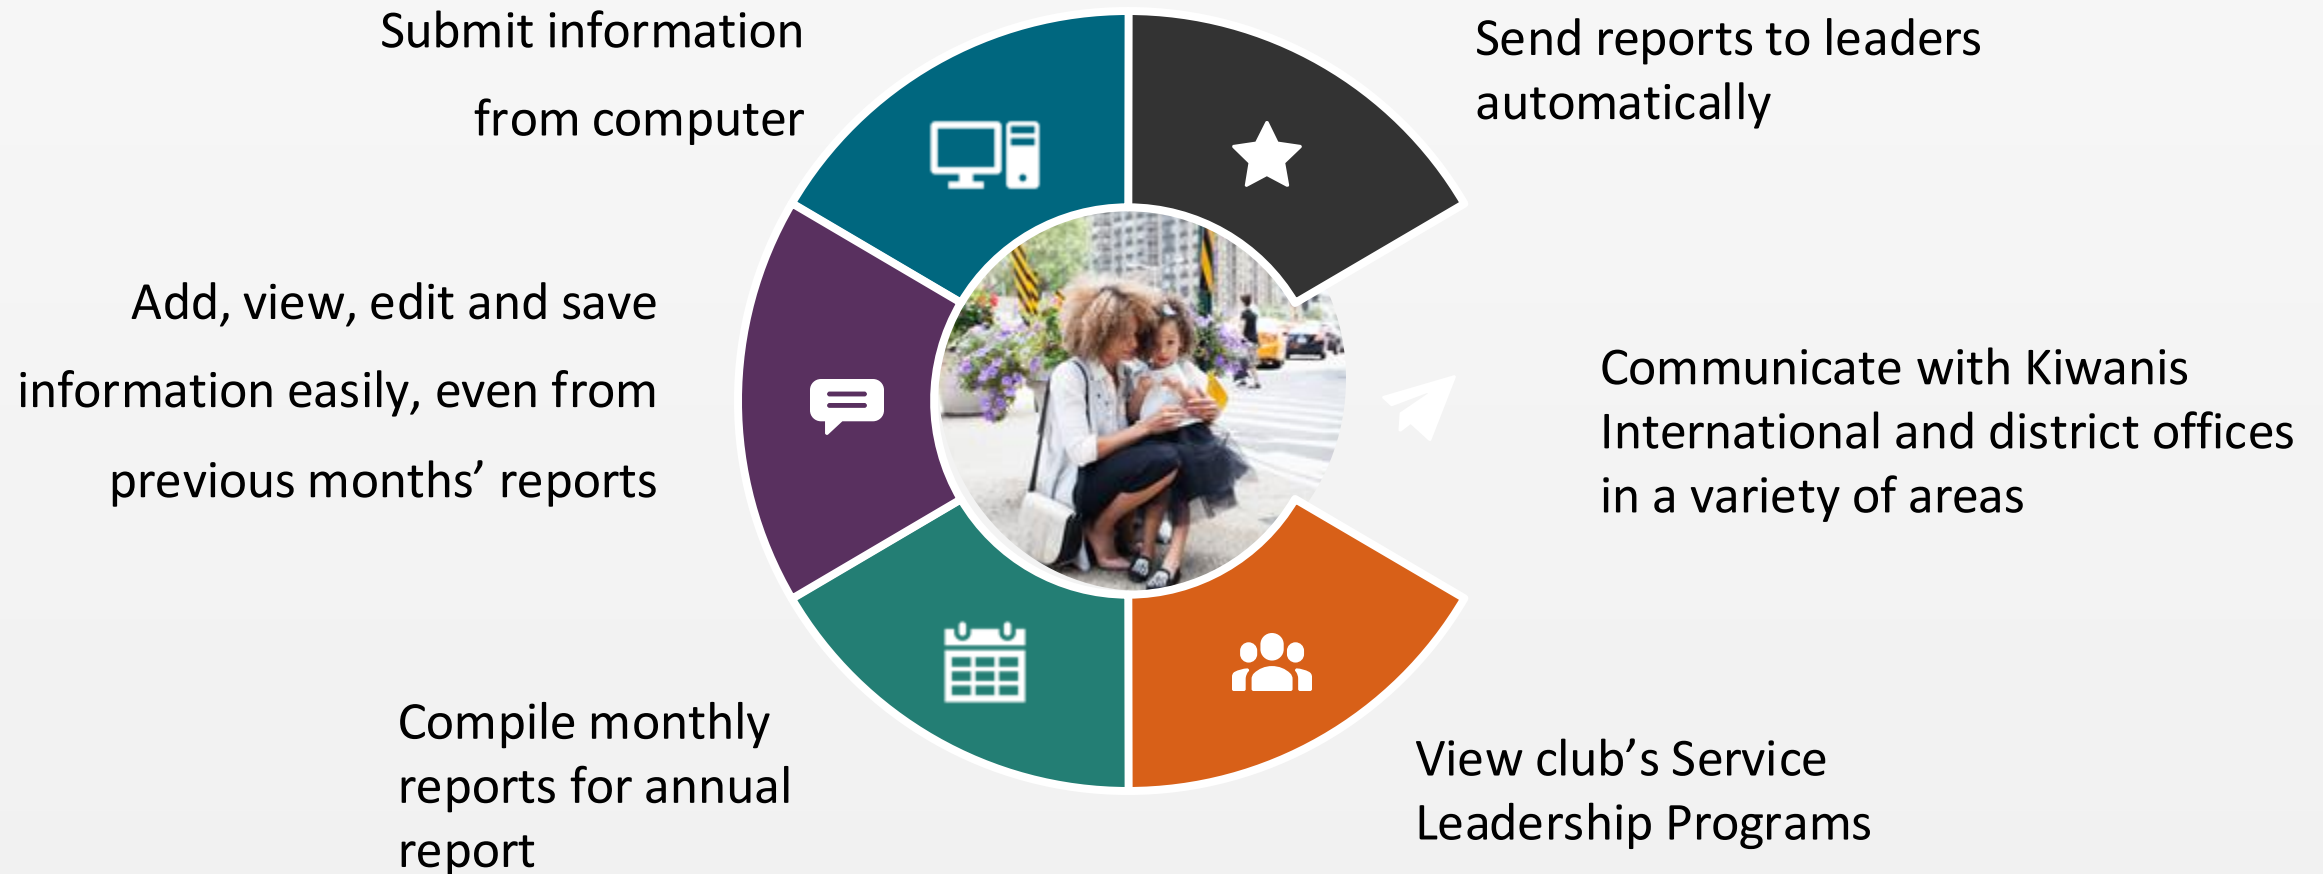 Submit information
from computer
Send reports to leaders
automatically
Add, view, edit and save
information easily, even from
previous months’ reports
Communicate with Kiwanis
International and district offices
in a variety of areas
Compile monthly
reports for annual
report
View club’s Service
Leadership Programs